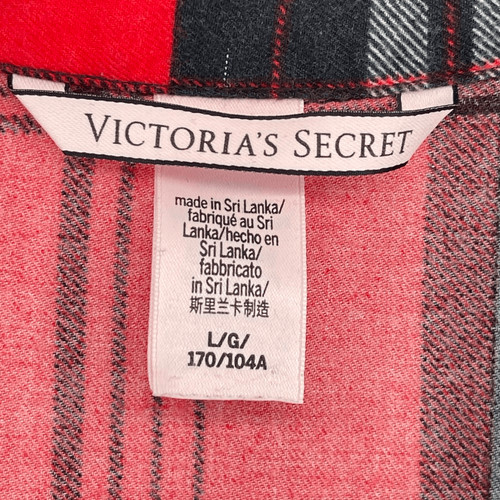 VICTORIA'S SECRET
made in Sri Lanka/
fabriqué au Sri
Lanka/hecho en
Sri Lanka/
fabbricato
in Sri Lanka/
斯里兰卡制造
L/G/
170/104A